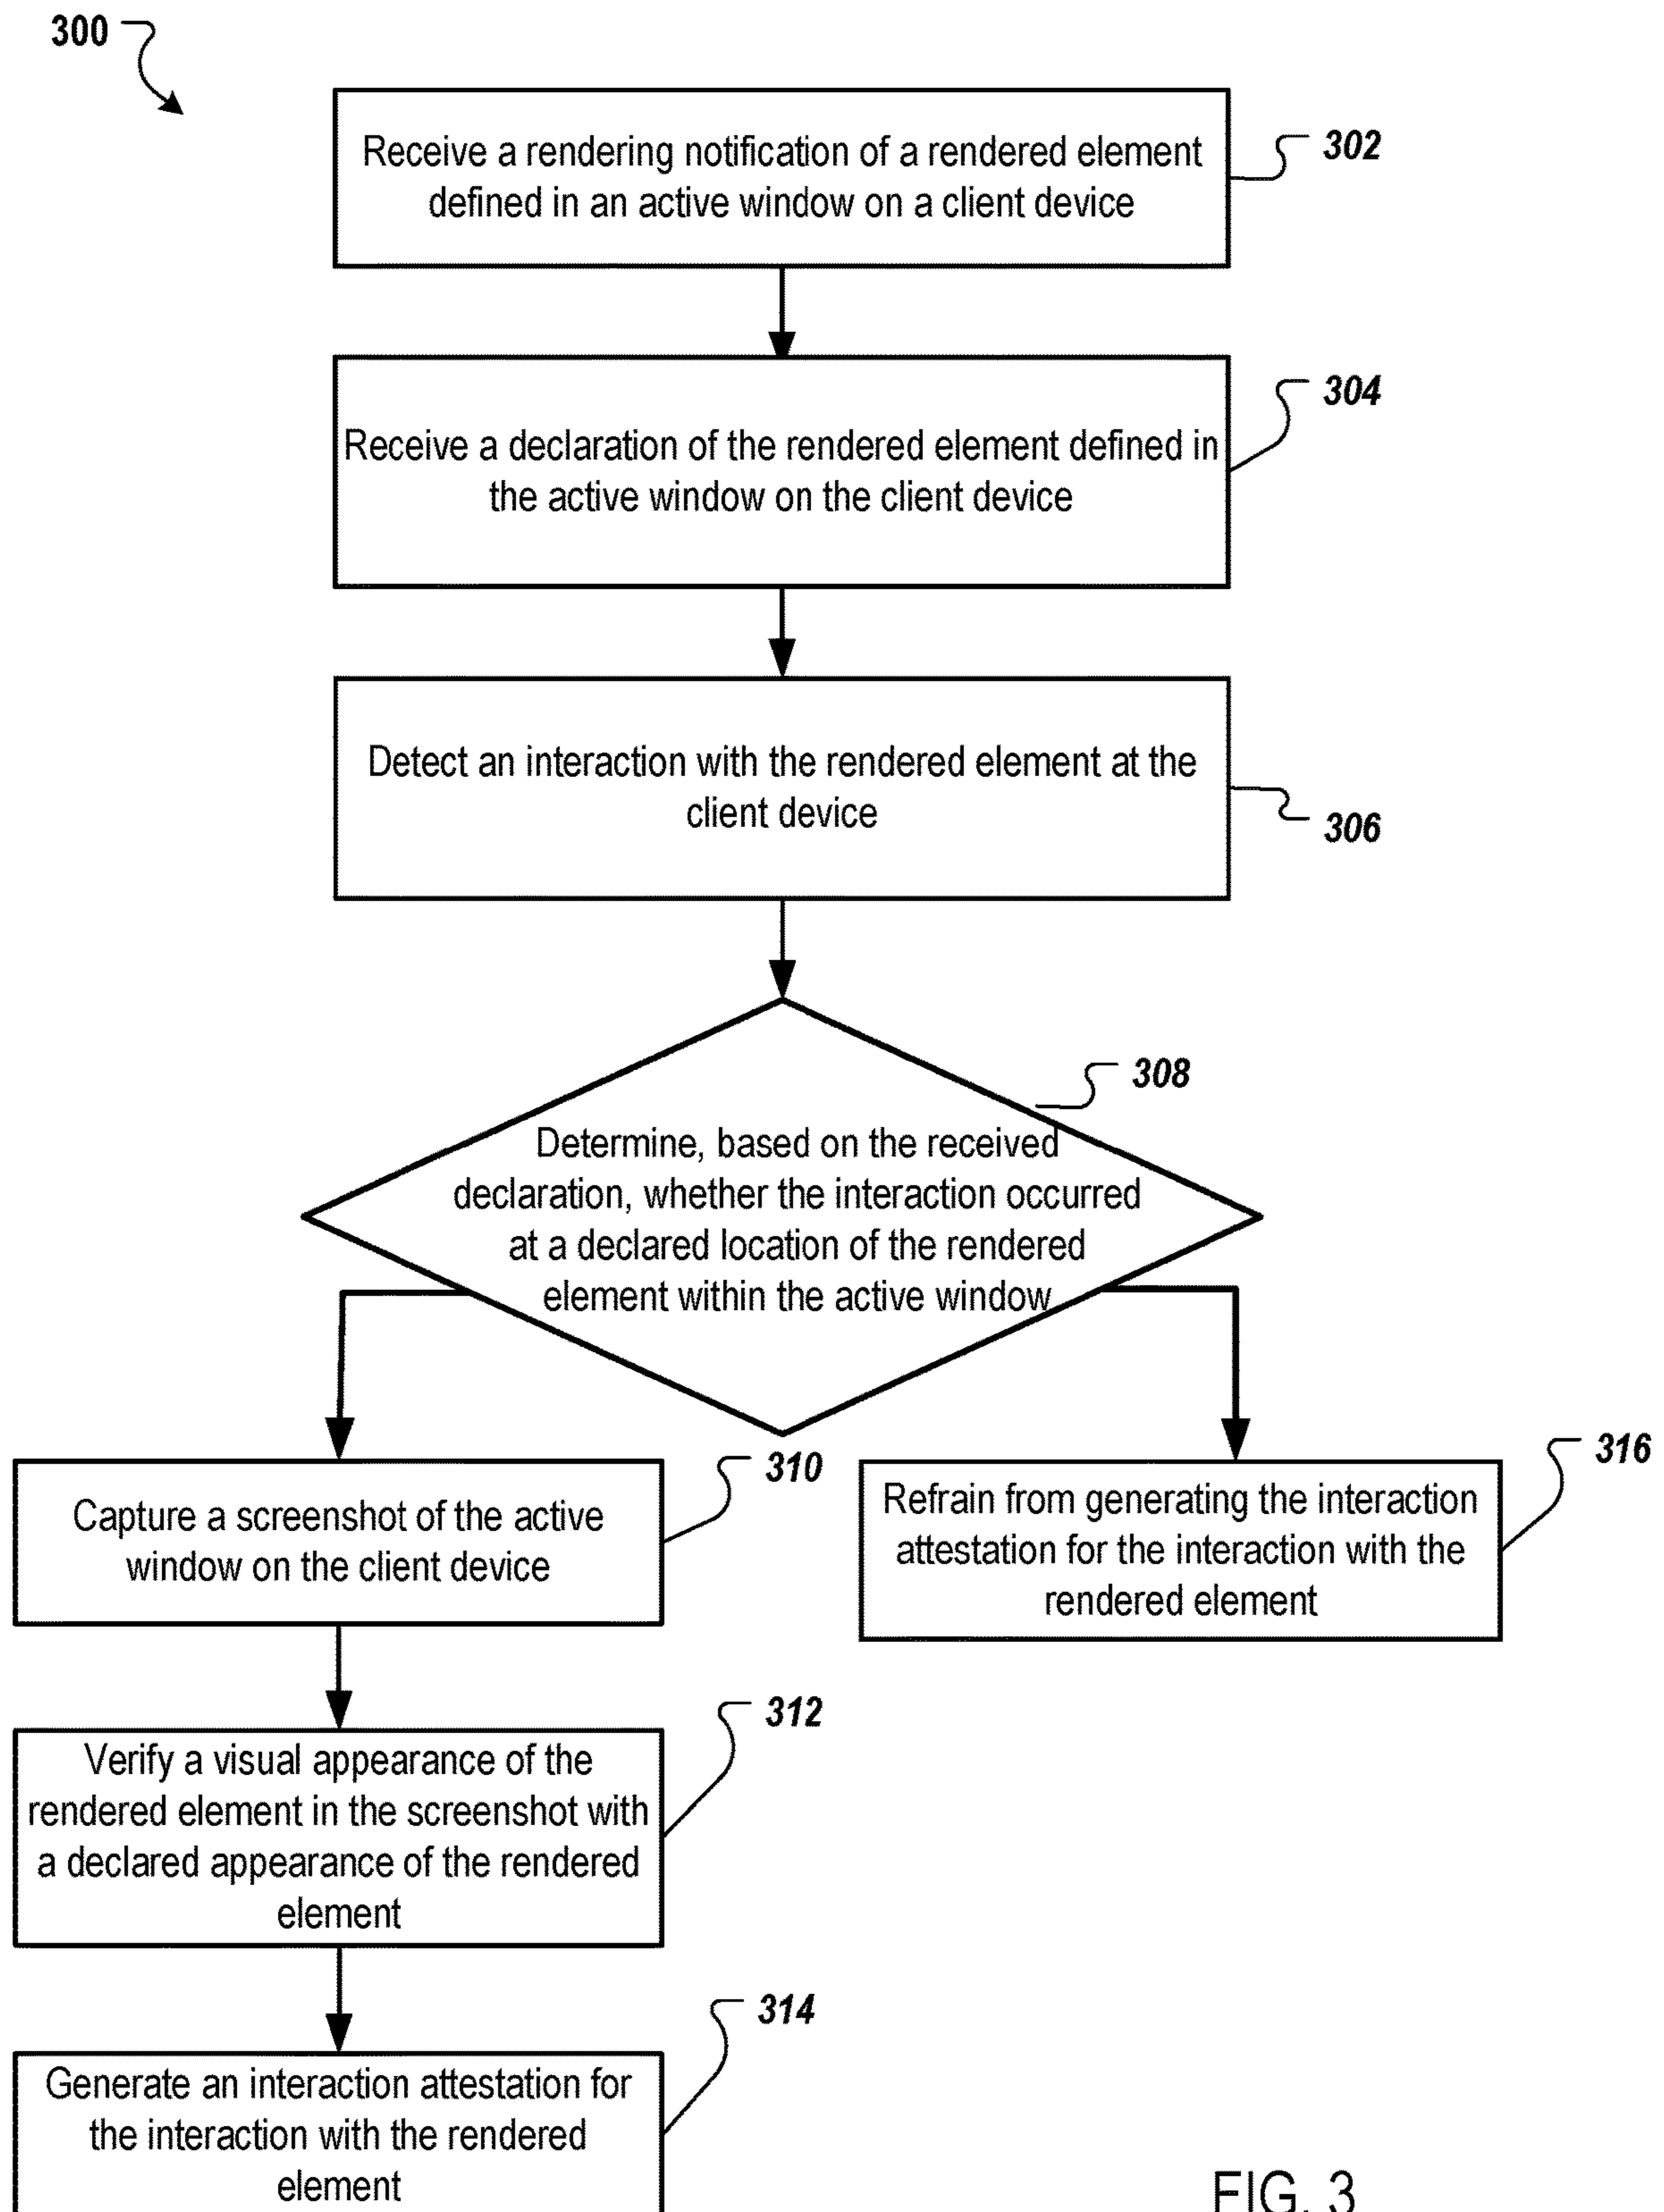 300
Receive a rendering notification of a rendered element
defined in an active window on a client device
302
Receive a declaration of the rendered element defined in
the active window on the client device
304
Detect an interaction with the rendered element at the
client device
306
308
Determine, based on the received
declaration, whether the interaction occurred
at a declared location of the rendered
element within the active window
310
Capture a screenshot of the active
window on the client device
316
Refrain from generating the interaction
attestation for the interaction with the
rendered element
312
Verify a visual appearance of the
rendered element in the screenshot with
a declared appearance of the rendered
element
314
Generate an interaction attestation for
the interaction with the rendered
element
FIG. 3